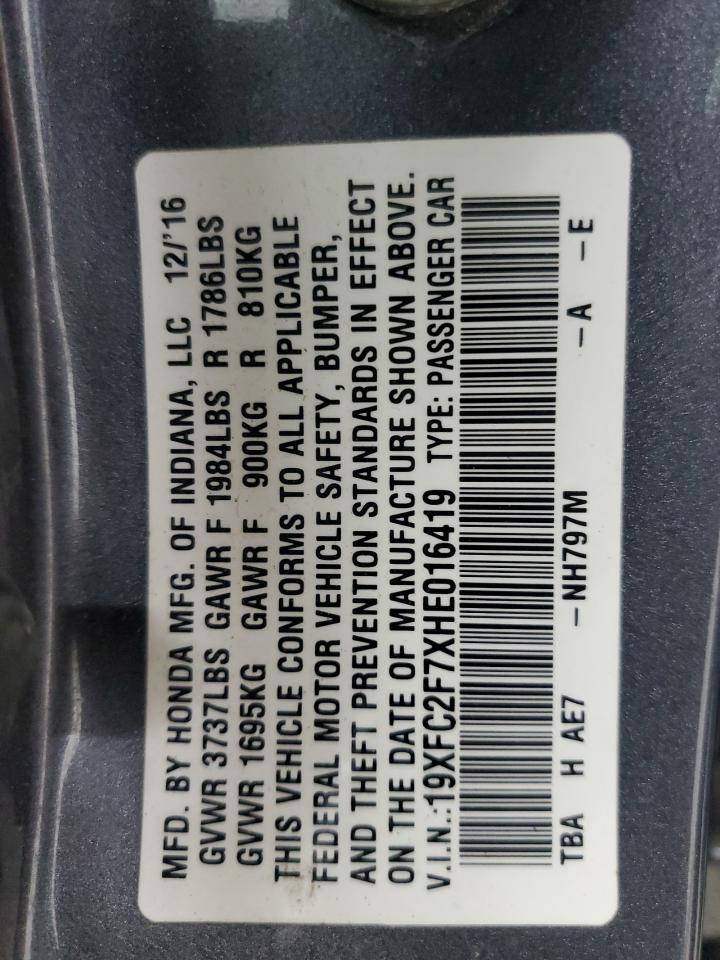 MFD. BY HONDA MFG. OF INDIANA, LLC 12/'16
GVWR 3737LBS GAWR F 1984LBS R 1786LBS
GVWR 1695KG GAWR F 900KG R 810KG
THIS VEHICLE CONFORMS TO ALL APPLICABLE
FEDERAL MOTOR VEHICLE SAFETY, BUMPER,
AND THEFT PREVENTION STANDARDS IN EFFECT
ON THE DATE OF MANUFACTURE SHOWN ABOVE.
V.I.N.:19XFC2F7XHE016419 TYPE: PASSENGER CAR
TBA H AE7 -NH797M -A -E